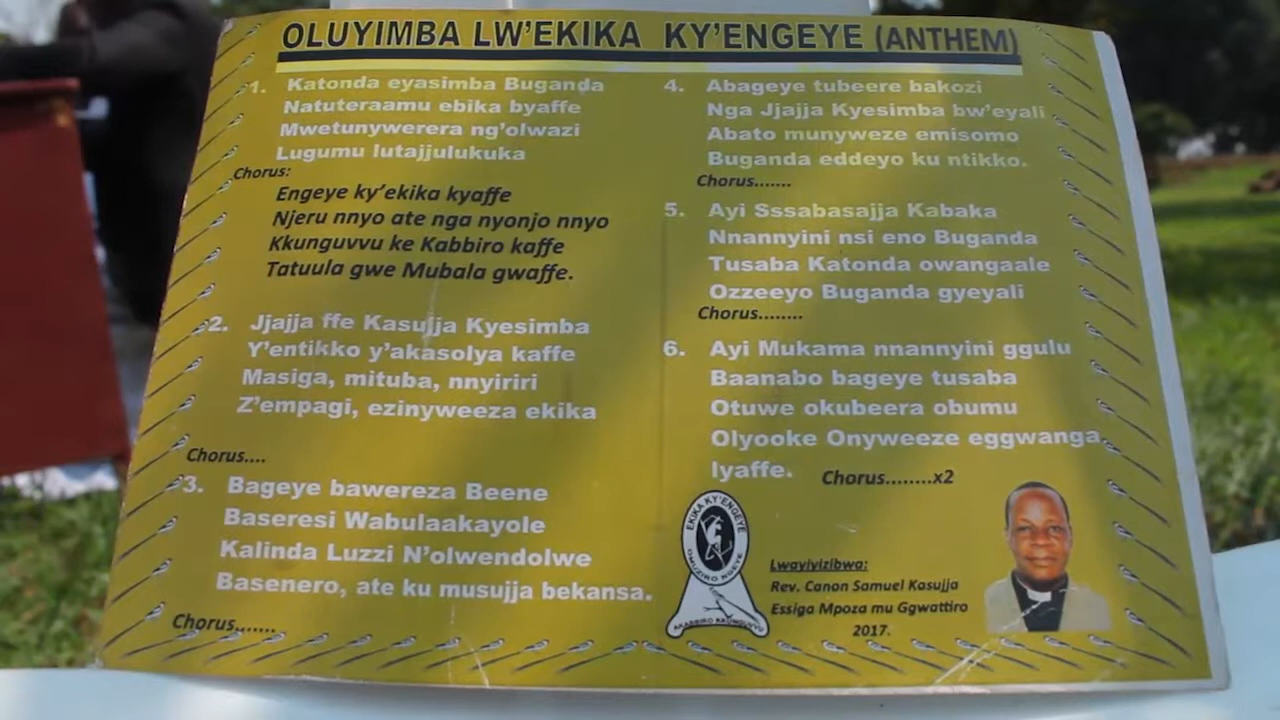 OLUYIMBA LW'EKIKA KY'ENGEYE (ANTHEM)
1. Katonda eyasimba Buganda
Natuteraamu ebika byaffe
Mwetunywerera ng'olwazi
Lugumu lutajjulukuka
Chorus:
Engeye ky'ekika kyaffe
Njeru nnyo ate nga nyonjo nnyo
Kkunguvvu ke Kabbiro kaffe
Tatuula gwe Mubala gwaffe.
2. Jjajja ffe Kasujja Kyesimba
Y'entikko y'akasolya kaffe
Masiga, mituba, nnyiriri
Z'empagi, ezinyweeza ekika
Chorus....
3. Bageye bawereza Beene
Baseresi Wabulaakayole
Kalinda Luzzi N'olwendolwe
Basenero, ate ku musujja bekansa.
Chorus.......
4. Abageye tubeere bakozi
Nga Jjajja Kyesimba bw'eyali
Abato munyweze emisomo
Buganda eddeyo ku ntikko.
Chorus.......
5. Ayi Sssabasajja Kabaka
Nnannyini nsi eno Buganda
Tusaba Katonda owangaale
Ozzeeyo Buganda gyeyali
Chorus........
6. Ayi Mukama nnannyini ggulu
Baanabo bageye tusaba
Otuwe okubeera obumu
Olyooke Onyweeze eggwanga
lyaffe. Chorus........x2
EKIKA KY'ENGEYE
OMUZIRO NGEYE
AKABBIRO KKUNGUVVU
Lwayiyizibwa:
Rev. Canon Samuel Kasujja
Essiga Mpoza mu Ggwattiro
2017.